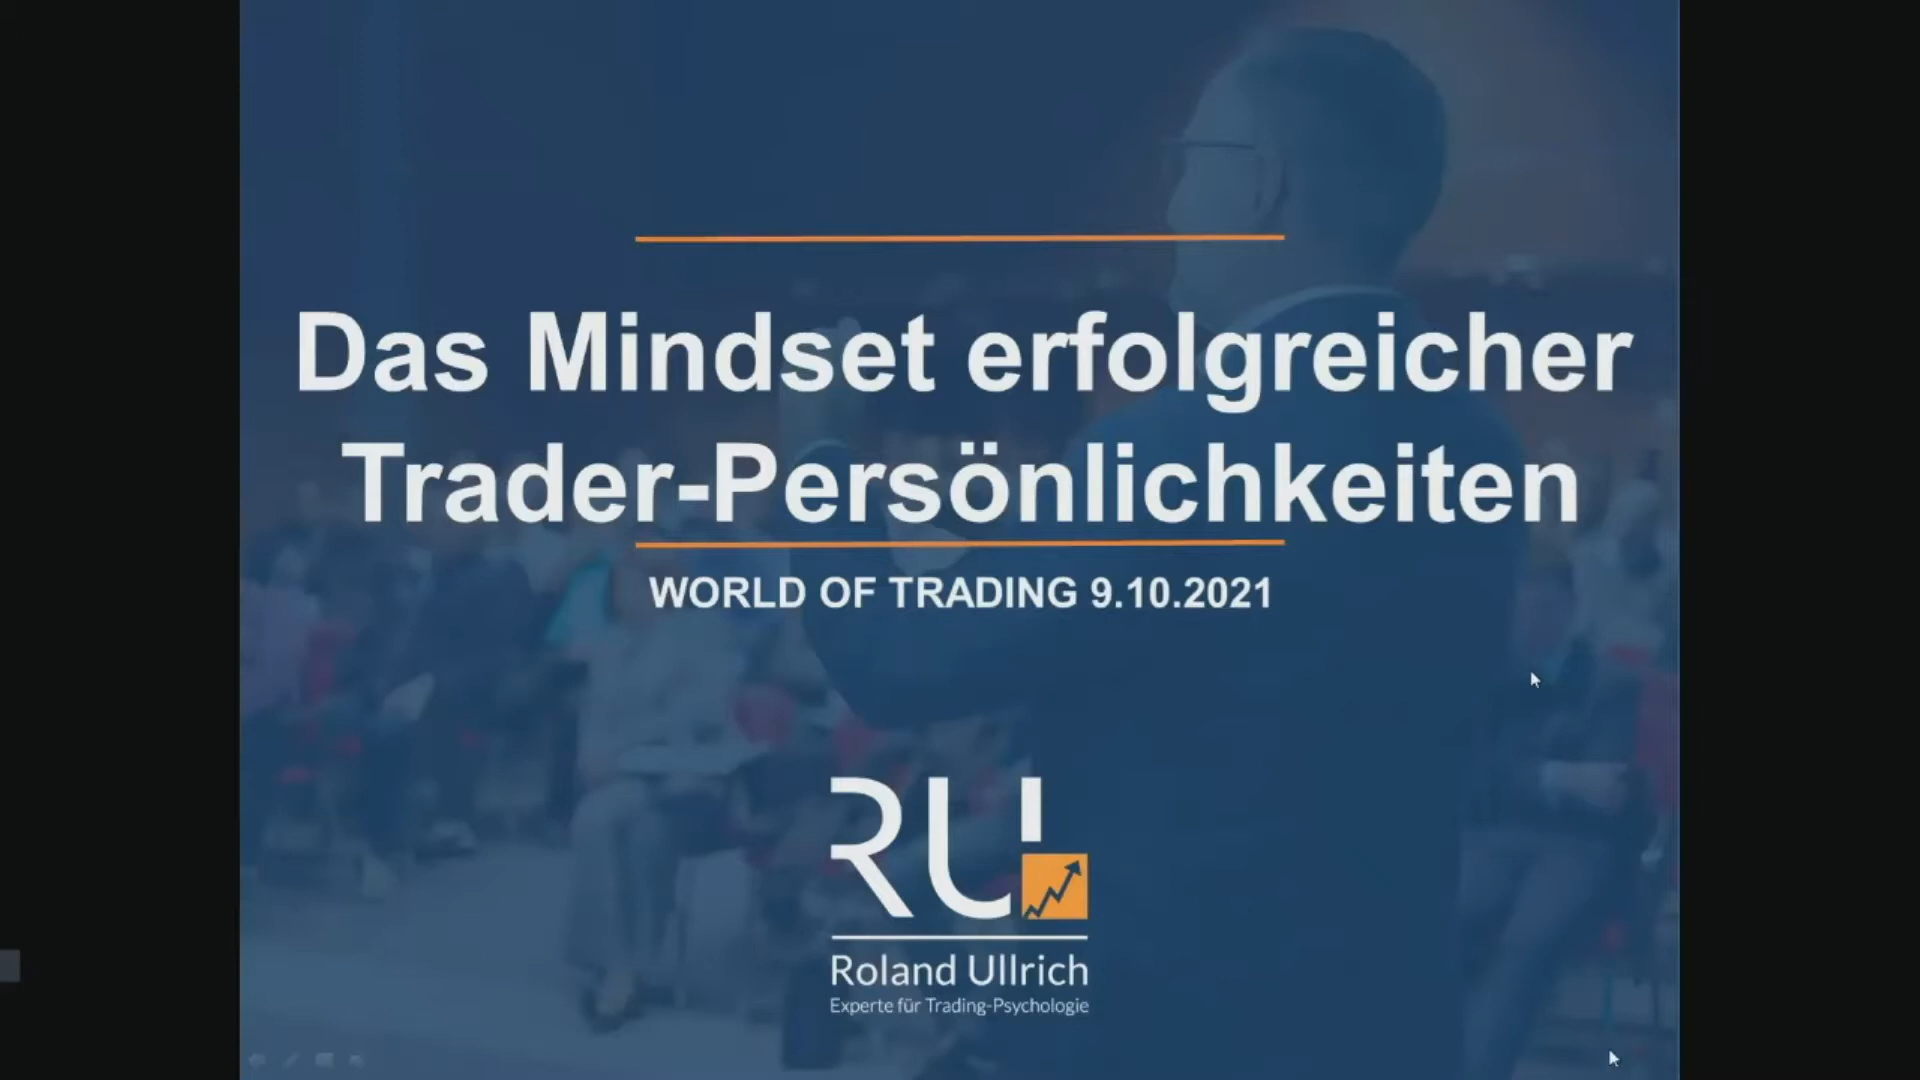 Das Mindset erfolgreicher
Trader-Persönlichkeiten
WORLD OF TRADING 9.10.2021
RU
Roland Ullrich
Experte für Trading-Psychologie